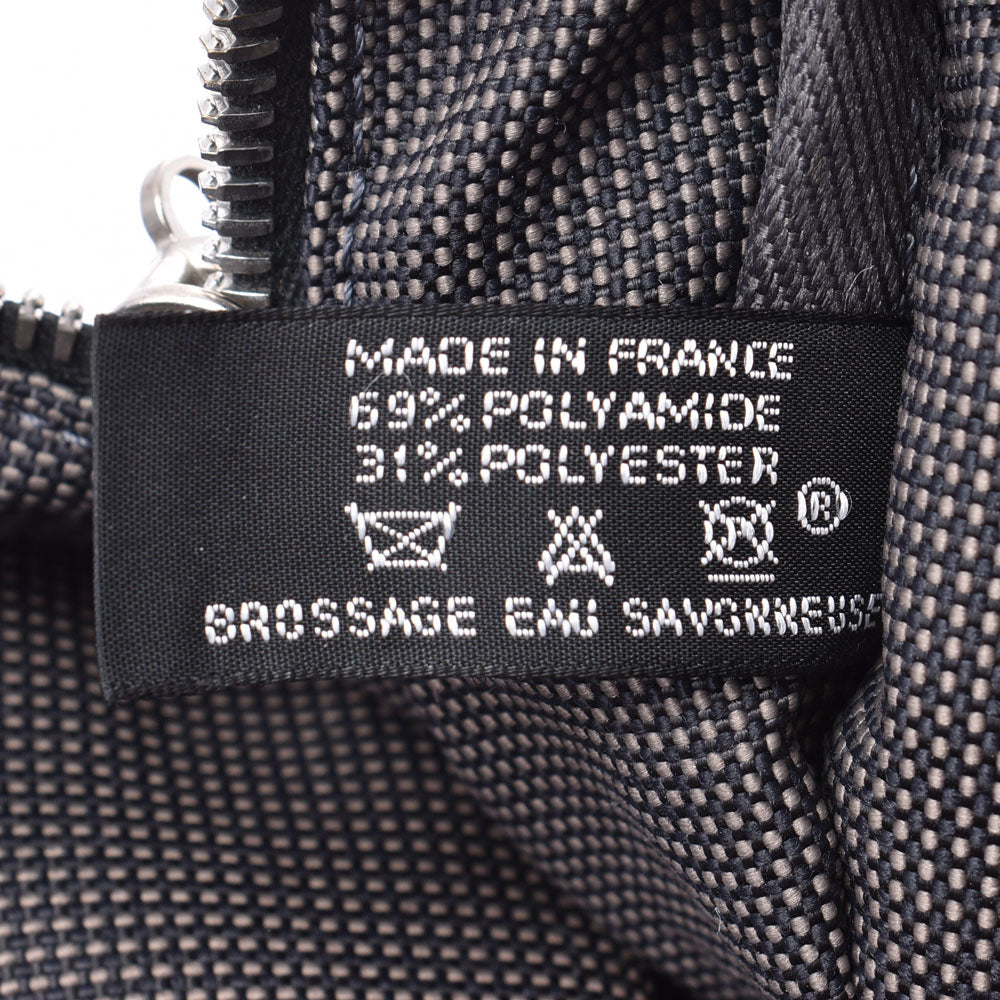 MADE IN FRANCE
69% POLYAMIDE
31% POLYESTER
®
BROSSAGE EAU SAVONNEUSE